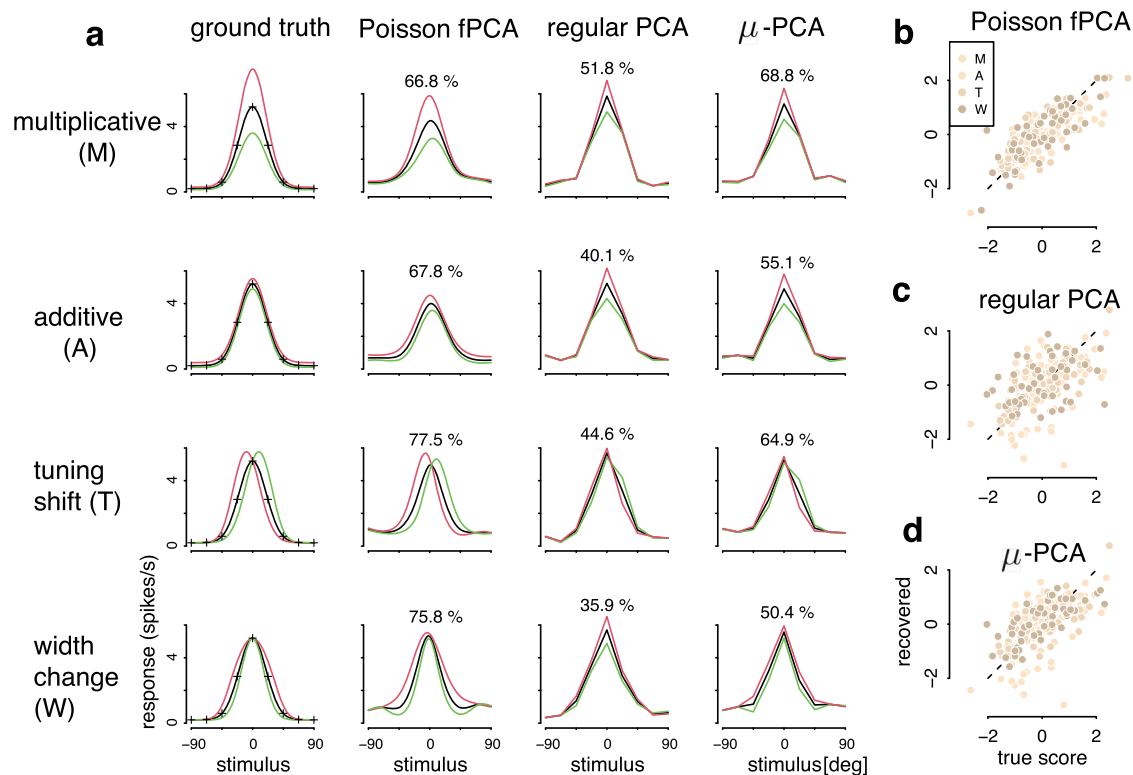 a
ground truth
Poisson fPCA
regular PCA
μ-PCA
multiplicative
(M)
additive
(A)
tuning
shift (T)
width
change
(W)
66.8 %
51.8 %
68.8 %
67.8 %
40.1 %
55.1 %
77.5 %
44.6 %
64.9 %
75.8 %
35.9 %
50.4 %
0 4
0 4
0 4
0 4
response (spikes/s)
−90 0 90
−90 0 90
−90 0 90
−90 0 90
stimulus
stimulus
stimulus
stimulus[deg]
b
Poisson fPCA
M
A
T
W
2
0
−2
−2 0 2
c
regular PCA
2
0
−2
−2 0 2
d
μ-PCA
2
0
−2
recovered
−2 0 2
true score